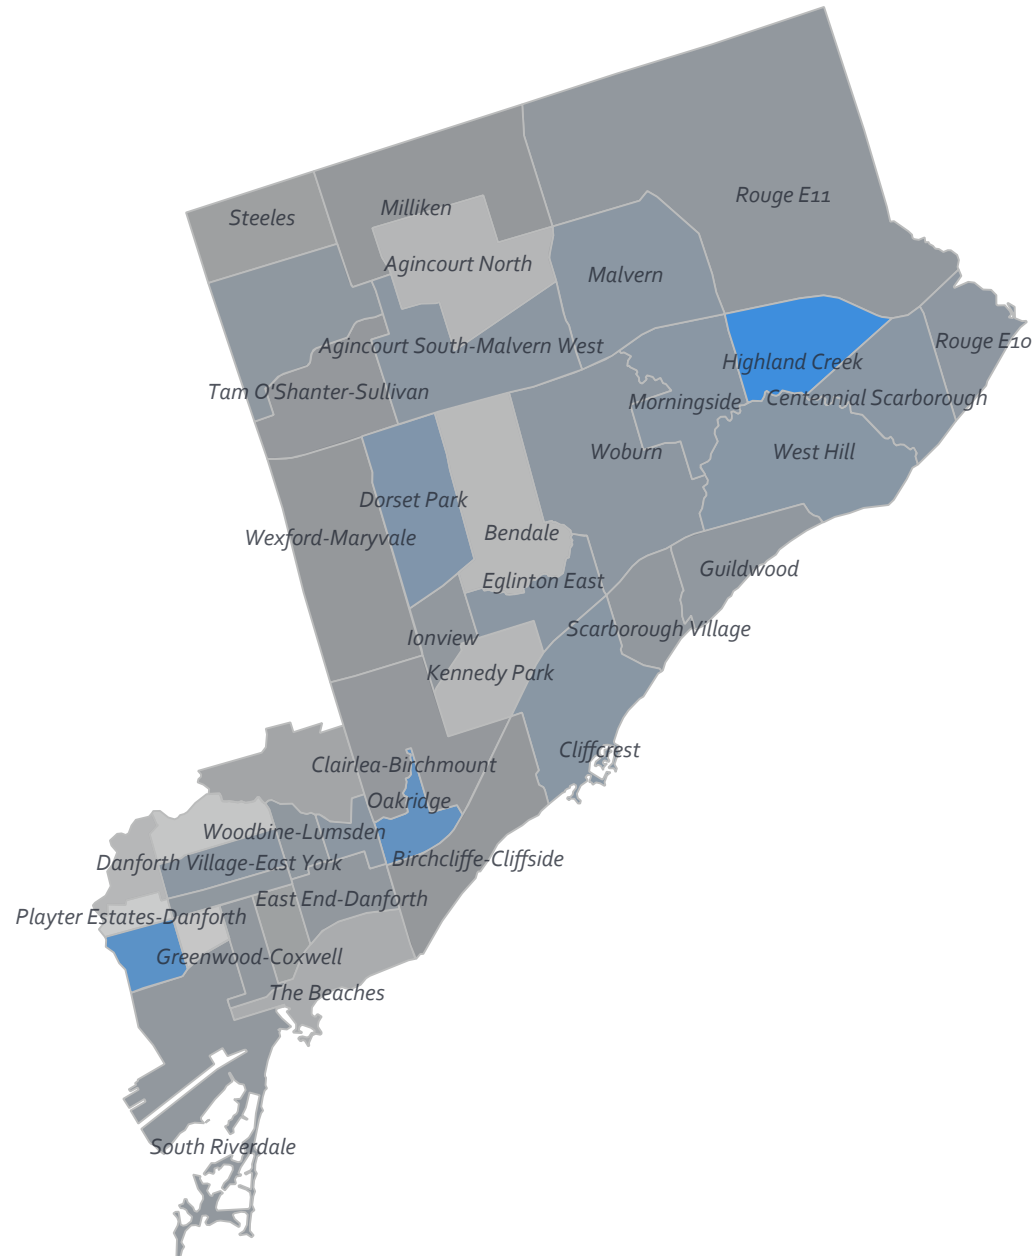 Rouge E11
Milliken
Steeles
Agincourt North
Malvern
Rouge E10
Agincourt South-Malvern West
Highland Creek
Tam O'Shanter-Sullivan
Morningside
Centennial Scarborough
Woburn
West Hill
Dorset Park
Wexford-Maryvale
Bendale
Guildwood
Eglinton East
Scarborough Village
Ionview
Kennedy Park
Cliffcrest
Clairlea-Birchmount
Oakridge
Woodbine-Lumsden
Birchcliffe-Cliffside
Danforth Village-East York
East End-Danforth
Playter Estates-Danforth
Greenwood-Coxwell
The Beaches
South Riverdale